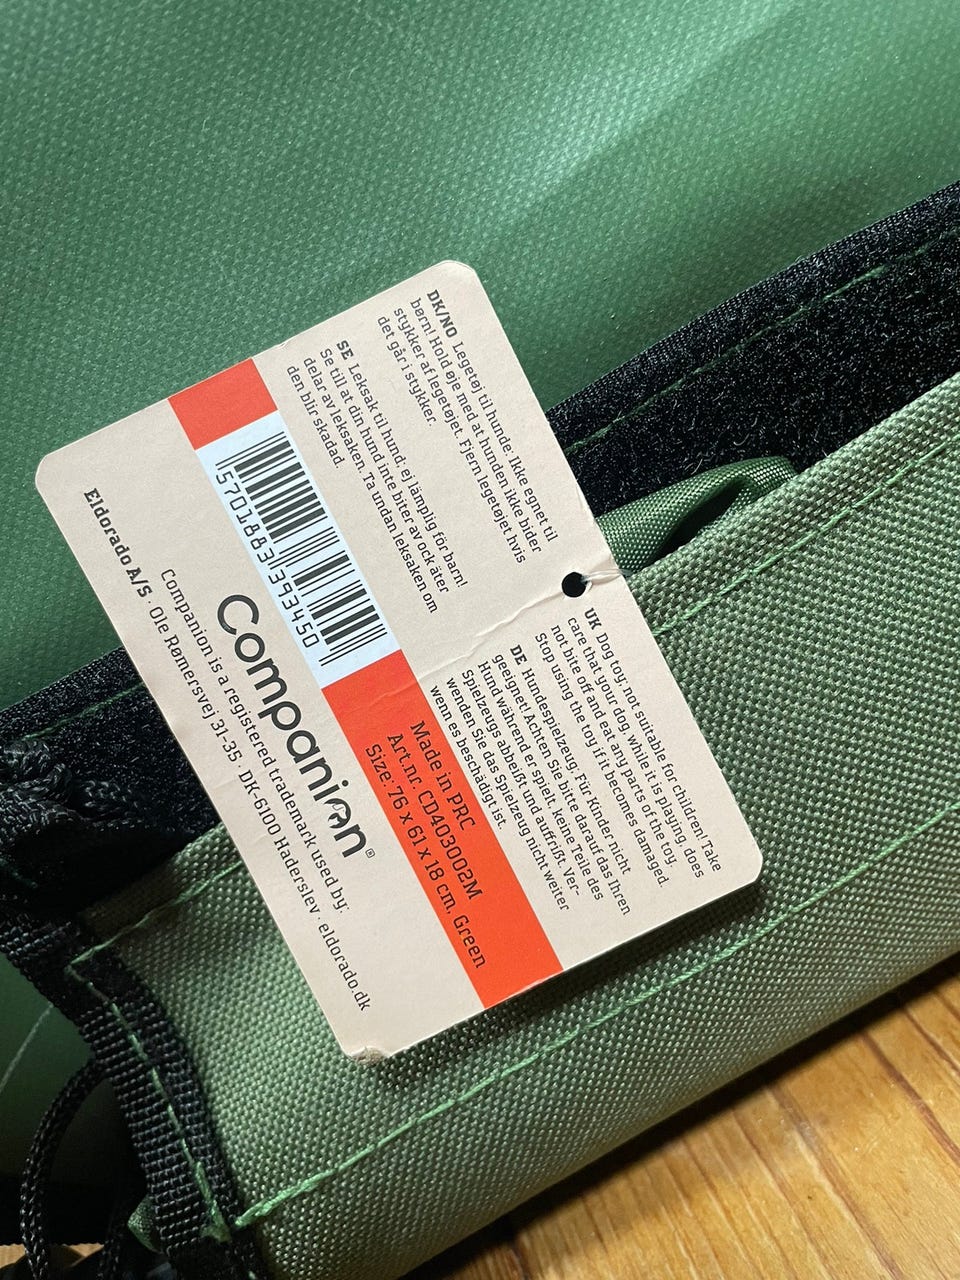 DK/NO Legetøj til hunde: Ikke egnet til
børn! Hold øje med at hunden ikke bider
stykker af legetøjet. Fjern legetøjet hvis
det går i stykker.
SE Leksak til hund: ej lämplig för barn!
Se till at din hund inte biter av ock äter
delar av leksaken. Ta undan leksaken om
den blir skadad.
UK Dog toy: not suitable for children! Take
care that your dog, while it is playing, does
not bite off and eat any parts of the toy.
Stop using the toy if it becomes damaged.
DE Hundespielzeug: Für Kinder nicht
geeignet! Achten Sie bitte darauf das Ihren
Hund während er spielt, keine Teile des
Spielzeugs abbeißt und auffrißt. Ver-
wenden Sie das Spielzeug nicht weiter
wenn es beschädigt ist.
5701883393450
Made in PRC
Art.nr. CD403002M
Size: 76 x 61 x 18 cm, Green
Companion®
Companion is a registered trademark used by:
Eldorado A/S · Ole Rømersvej 31-35 · DK-6100 Haderslev · eldorado.dk